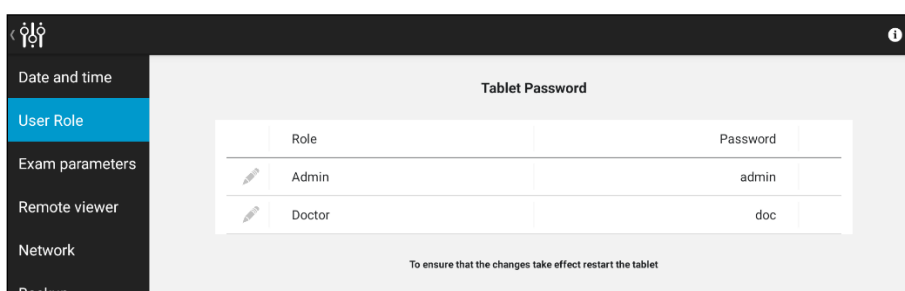 Date and time
User Role
Exam parameters
Remote viewer
Network
Tablet Password
Role Password
Admin admin
Doctor doc
To ensure that the changes take effect restart the tablet